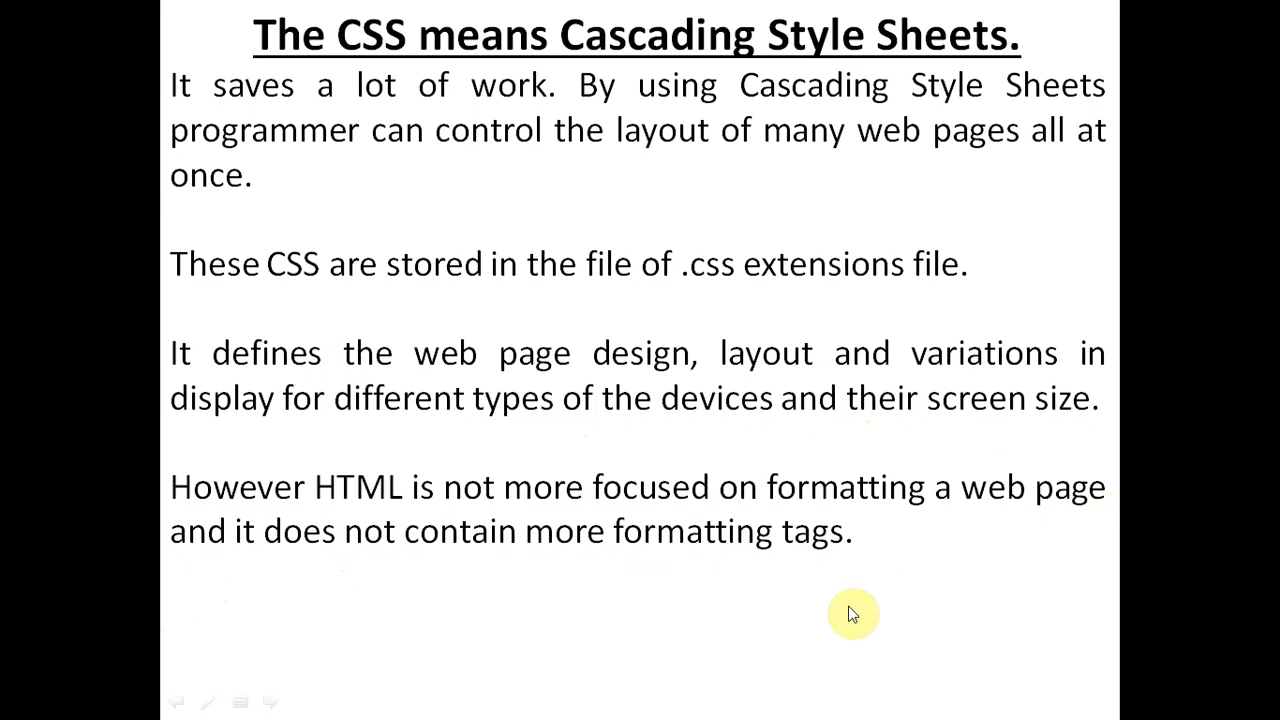 The CSS means Cascading Style Sheets.
It saves a lot of work. By using Cascading Style Sheets
programmer can control the layout of many web pages all at
once.
These CSS are stored in the file of .css extensions file.
It defines the web page design, layout and variations in
display for different types of the devices and their screen size.
However HTML is not more focused on formatting a web page
and it does not contain more formatting tags.